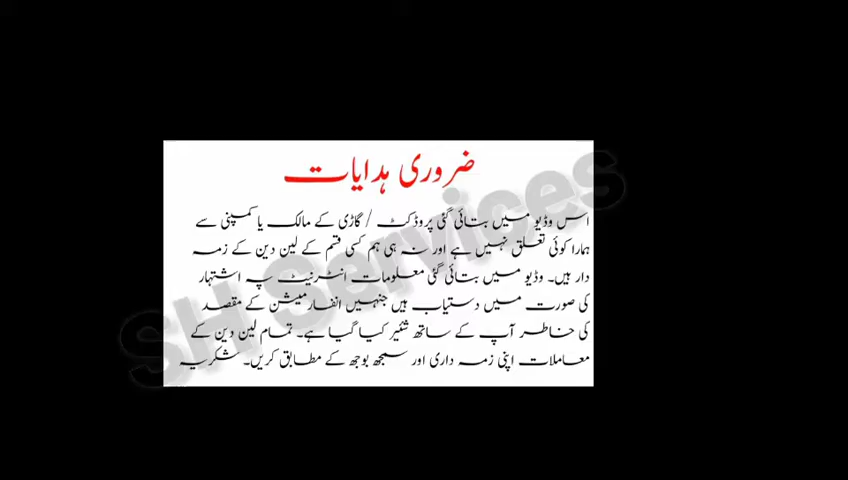 ضروری ہدایات
اس وڈیو میں بتائی گئی پروڈکٹ / گاڑی کے مالک یا کمپنی سے
ہمارا کوئی تعلق نہیں ہے اور نہ ہی ہم کسی قسم کے لین دین کے زمہ
دار ہیں۔ وڈیو میں بتائی گئی معلومات انٹرنیٹ پہ اشتہار
کی صورت میں دستیاب ہیں جنہیں انفارمیشن کے مقصد
کی خاطر آپ کے ساتھ شئیر کیا گیا ہے۔ تمام لین دین کے
معاملات اپنی زمہ داری اور سمجھ بوجھ کے مطابق کریں۔ شکریہ
SH Services